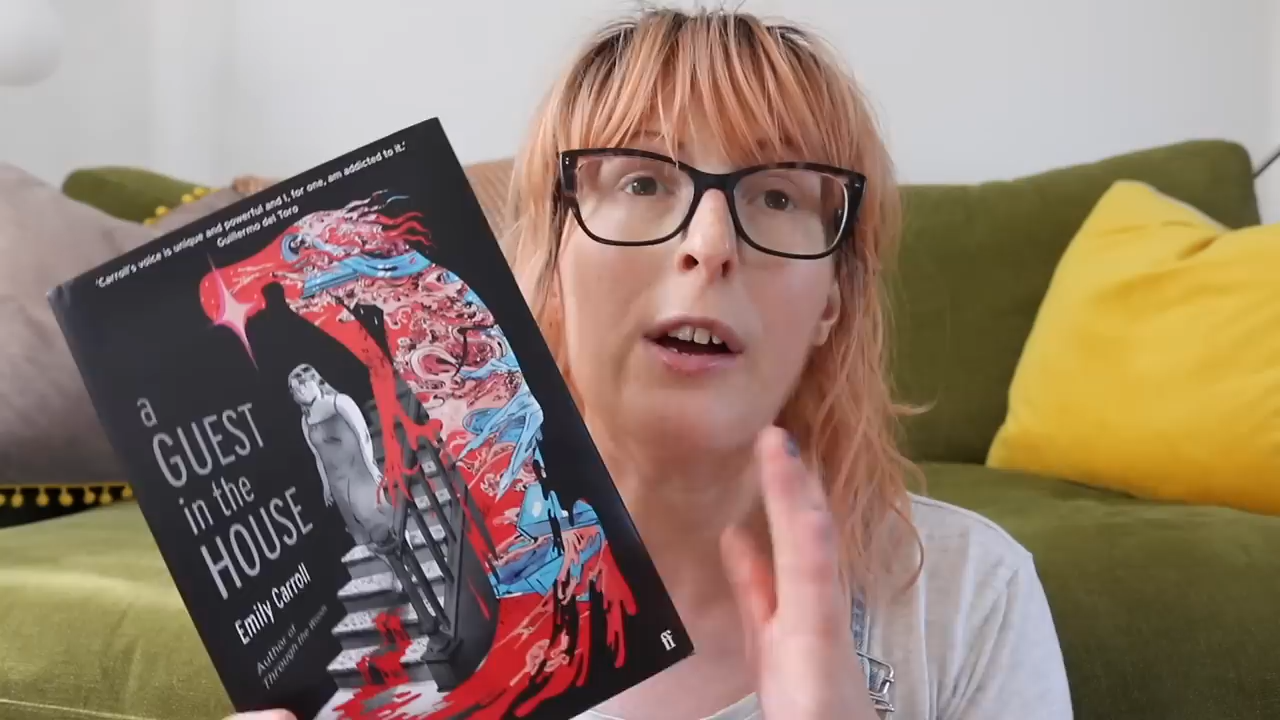 'Carroll's voice is unique and powerful and I, for one, am addicted to it.'
Guillermo del Toro
a
GUEST
in the
HOUSE
Emily Carroll
Author of
Through the Woods
ff